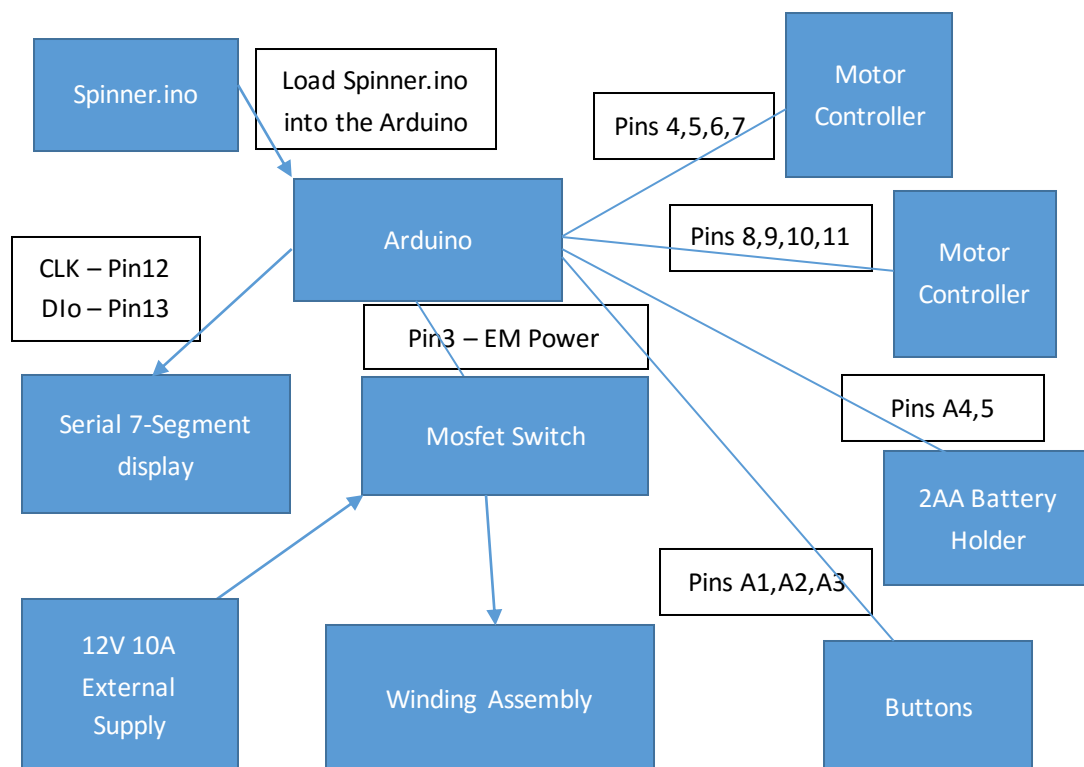 Spinner.ino
Load Spinner.ino
into the Arduino
Motor
Controller
Pins 4,5,6,7
Arduino
Pins 8,9,10,11
Motor
Controller
CLK – Pin12
DIo – Pin13
Pin3 – EM Power
Serial 7-Segment
display
Mosfet Switch
Pins A4,5
2AA Battery
Holder
Pins A1,A2,A3
12V 10A
External
Supply
Winding Assembly
Buttons